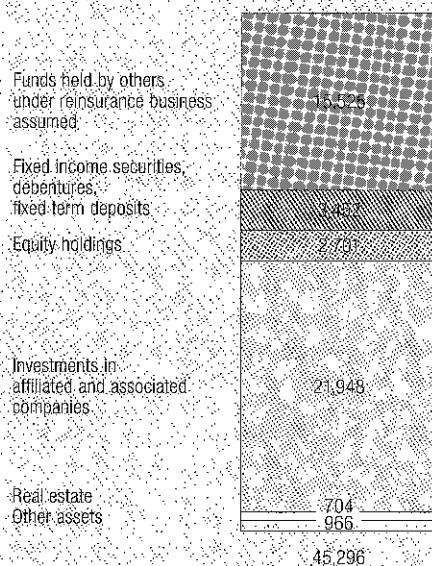 Funds held by others
under reinsurance business
assumed
15,526
Fixed income securities,
debentures,
fixed term deposits
Equity holdings
2,701
Investments in
affiliated and associated
companies
21,948
Real estate
704
Other assets
966
45,296